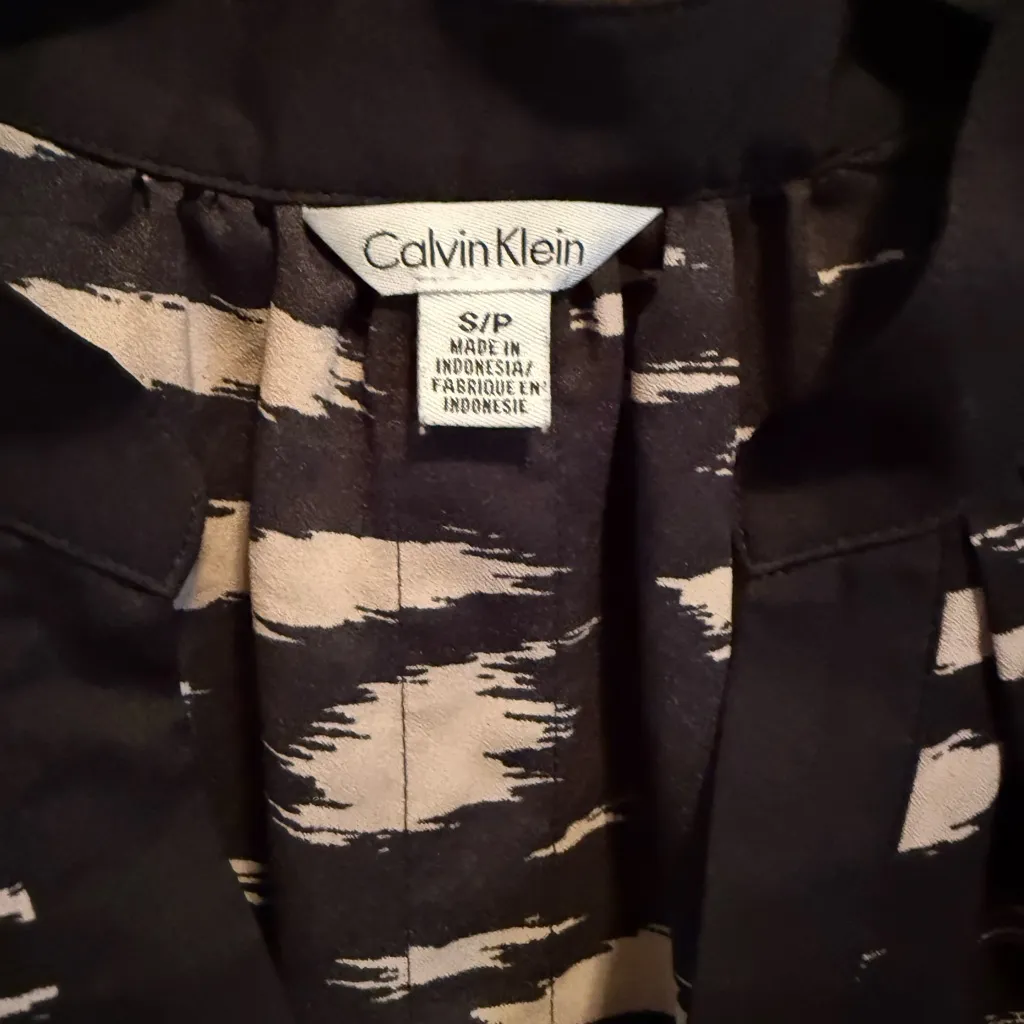 Calvin Klein
S/P
MADE IN
INDONESIA/
FABRIQUE EN
INDONESIE